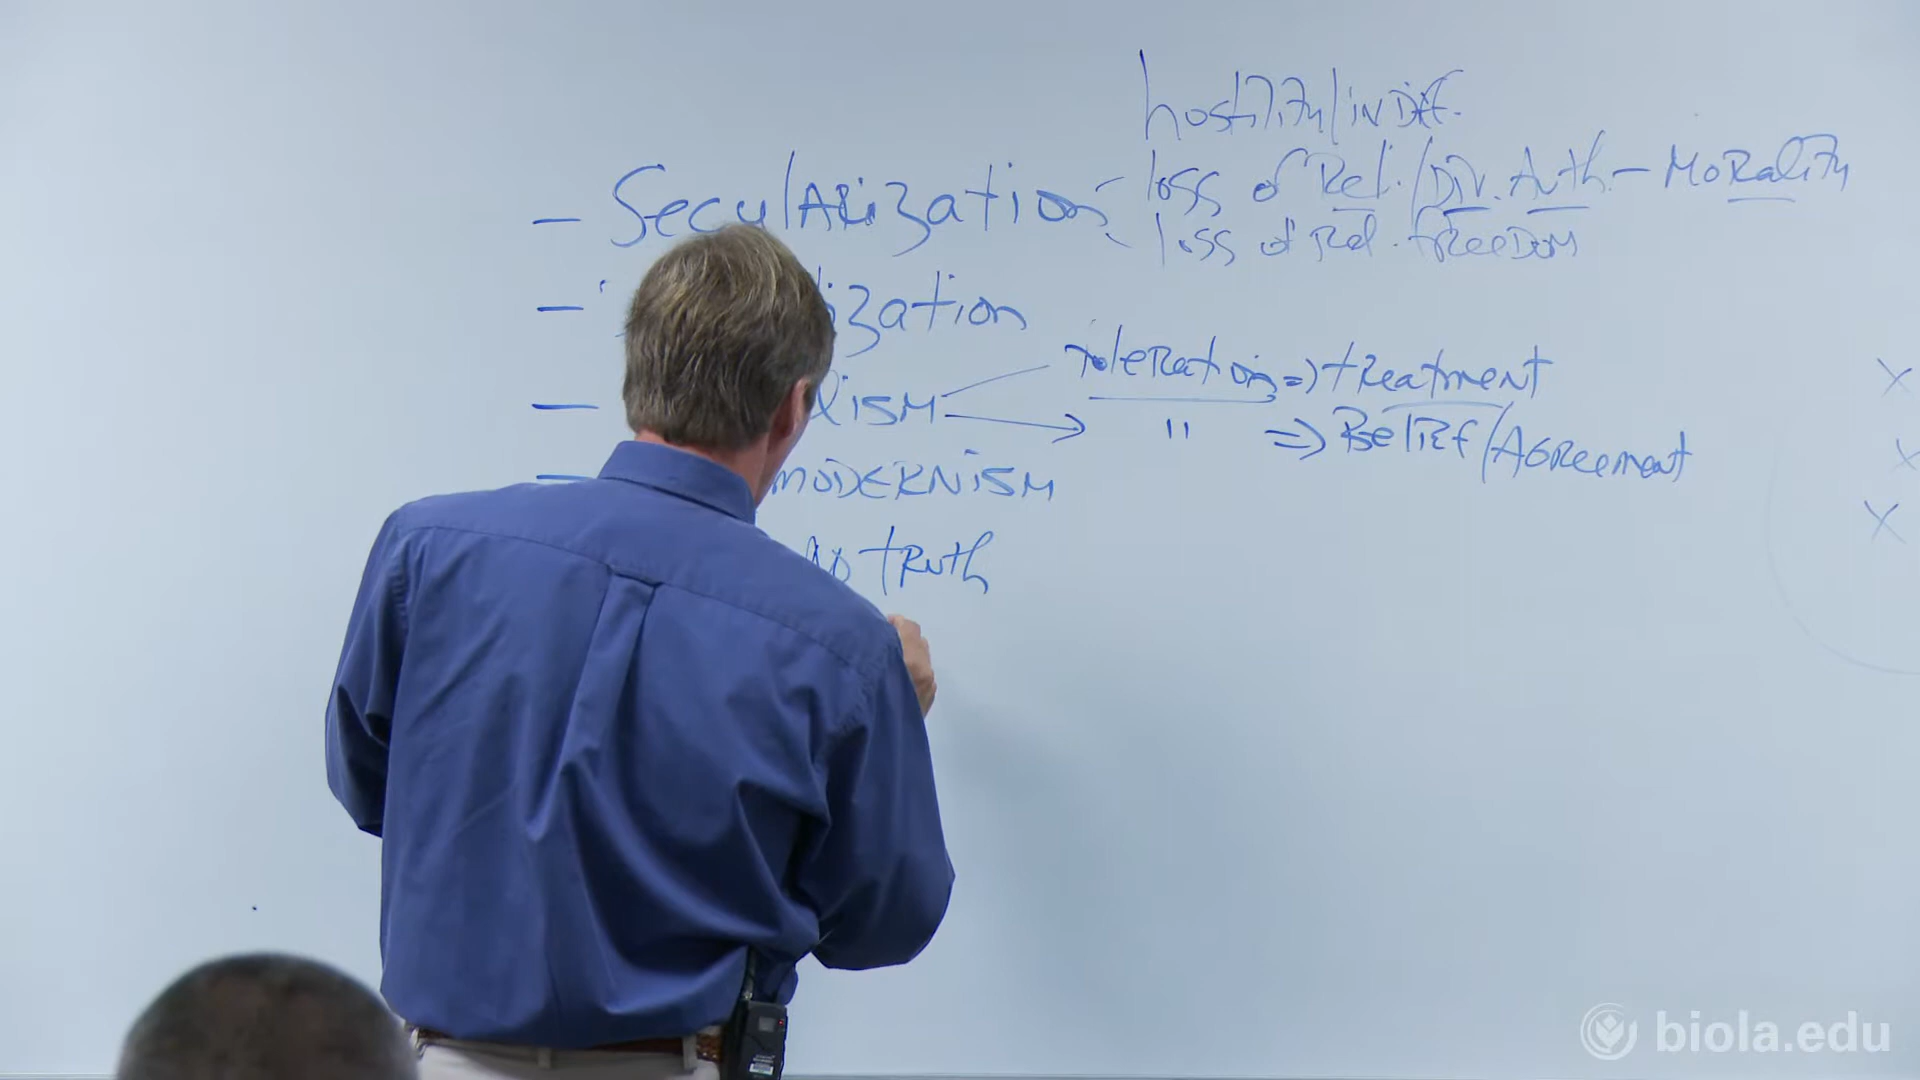 hostility/inDiff.
- SeculARization - loss of Rel./Div. Auth. - MoRality
loss of Rel. freeDom
- ization
toleration => treatment
- lism
" => Belief/Agreement
- moDERNism
No truth
biola.edu